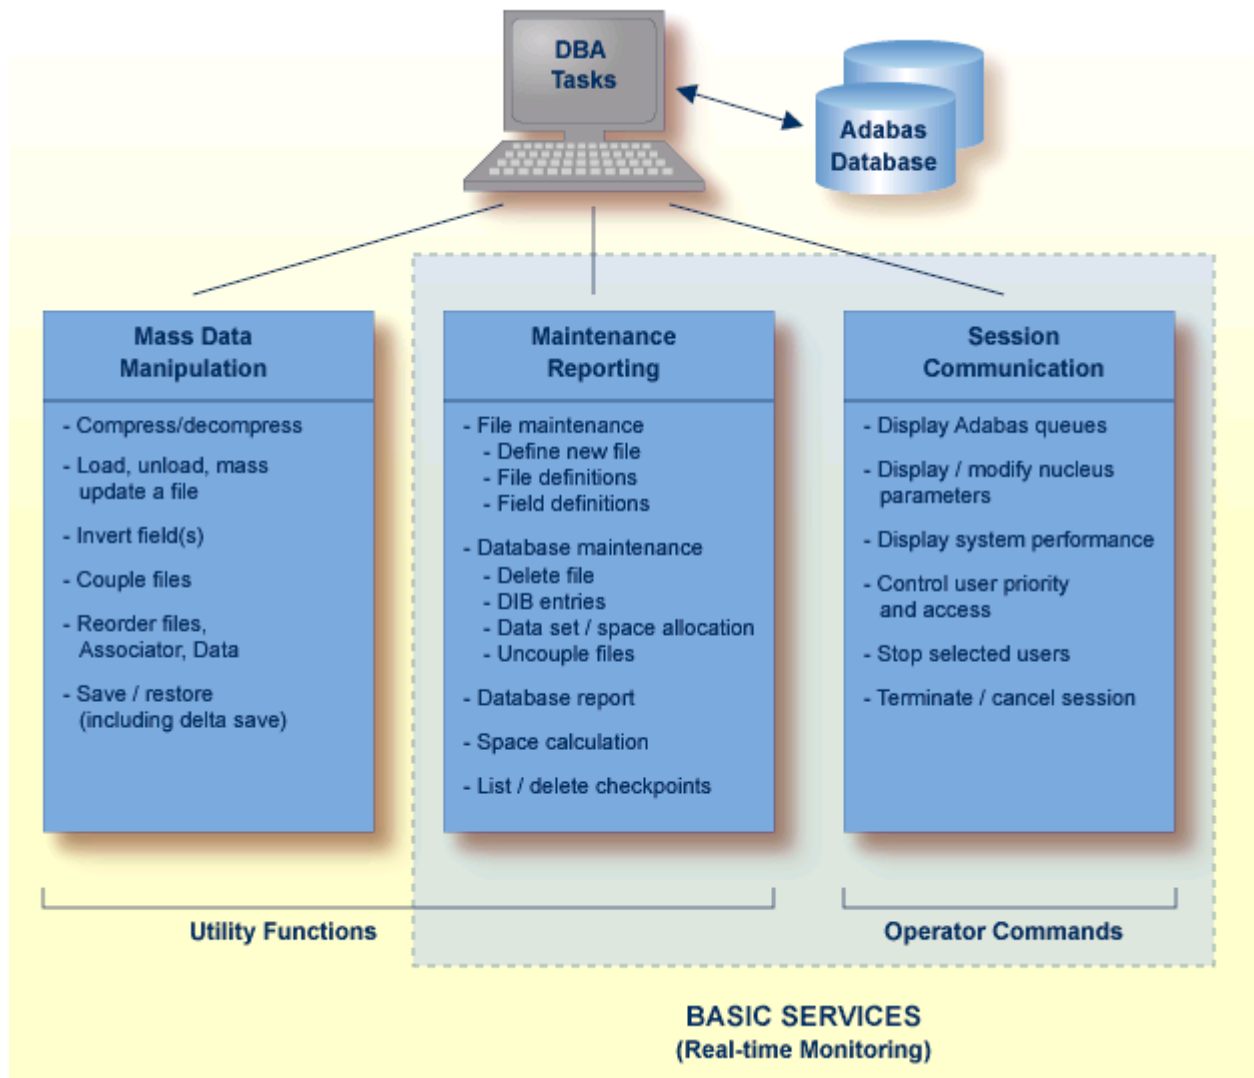 DBA
Tasks
Adabas
Database
Mass Data
Manipulation
- Compress/decompress
- Load, unload, mass
update a file
- Invert field(s)
- Couple files
- Reorder files,
Associator, Data
- Save / restore
(including delta save)
Maintenance
Reporting
- File maintenance
- Define new file
- File definitions
- Field definitions
- Database maintenance
- Delete file
- DIB entries
- Data set / space allocation
- Uncouple files
- Database report
- Space calculation
- List / delete checkpoints
Session
Communication
- Display Adabas queues
- Display / modify nucleus
parameters
- Display system performance
- Control user priority
and access
- Stop selected users
- Terminate / cancel session
Utility Functions
Operator Commands
BASIC SERVICES
(Real-time Monitoring)